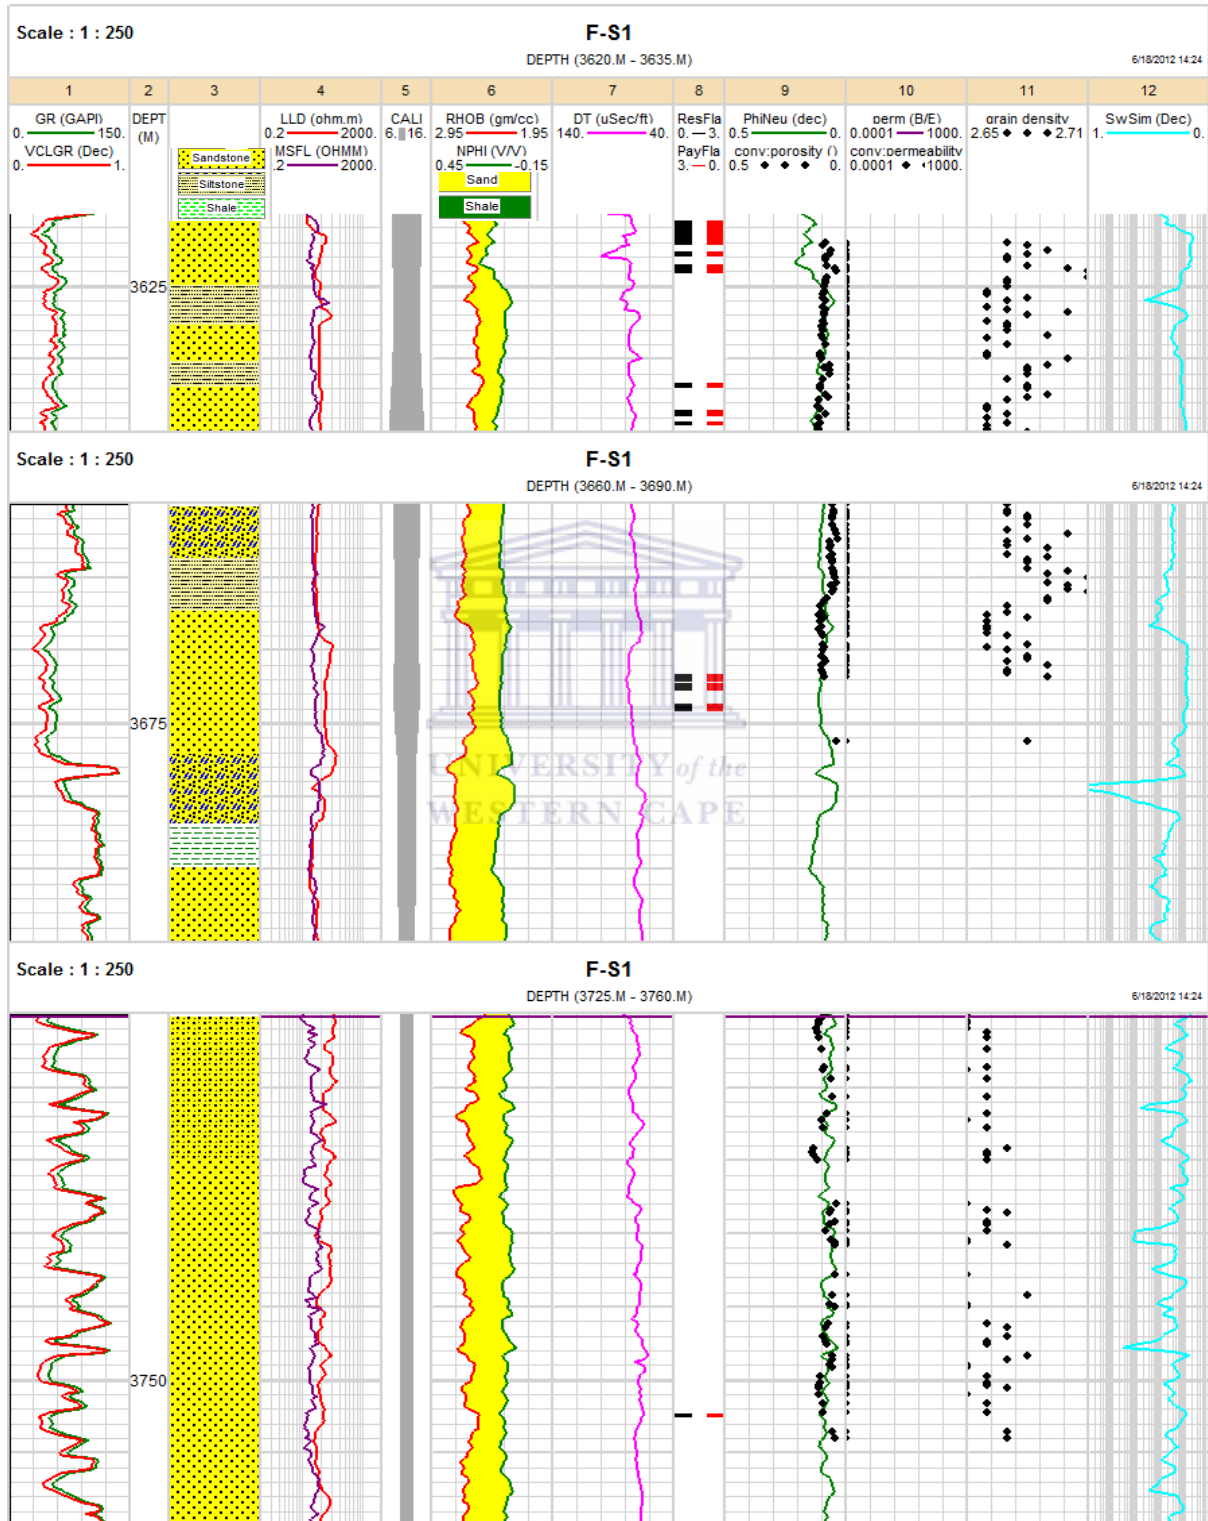 Scale : 1 : 250 F-S1
DEPTH (3620.M - 3635.M) 6/18/2012 14:24
1 2 3 4 5 6 7 8 9 10 11 12
GR (GAPI) DEPT LLD (ohm.m) CALI RHOB (gm/cc) DT (uSec/ft) ResFla PhiNeu (dec) perm (B/E) grain density SwSim (Dec)
0. 150. (M) 0.2 2000. 6. 16. 2.95 1.95 140. 40. 0. 3. 0.5 0. 0.0001 1000. 2.65 2.71 1. 0.
VCLGR (Dec) MSFL (OHMM) NPHI (V/V) PayFla conv:porosity () conv:permeability
0. 1. .2 2000. 0.45 -0.15 3. 0. 0.5 0. 0.0001 1000.
Sandstone
Siltstone
Shale
Sand
Shale
3625
Scale : 1 : 250 F-S1
DEPTH (3660.M - 3690.M) 6/18/2012 14:24
3675
UNIVERSITY of the
WESTERN CAPE
Scale : 1 : 250 F-S1
DEPTH (3725.M - 3760.M) 6/18/2012 14:24
3750